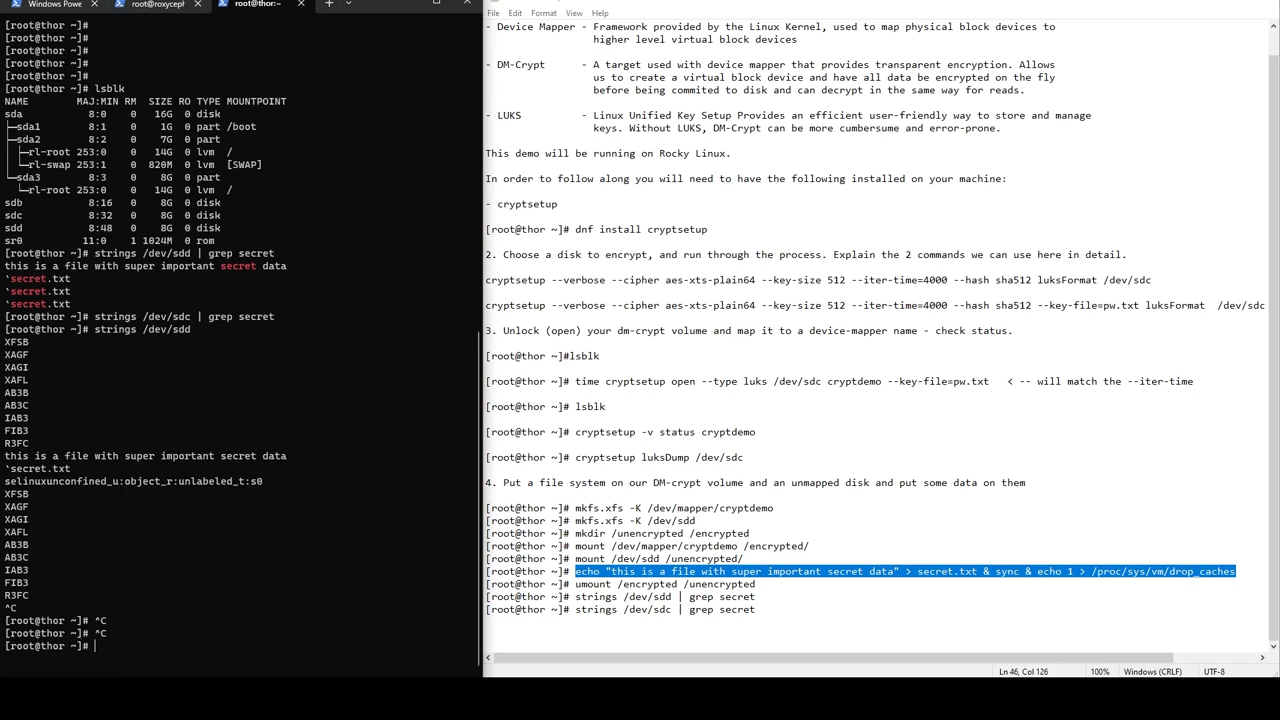 Windows Pow
root@roxyceph
root@thor:~
[root@thor ~]#
[root@thor ~]#
[root@thor ~]#
[root@thor ~]#
[root@thor ~]#
[root@thor ~]# lsblk
NAME MAJ:MIN RM SIZE RO TYPE MOUNTPOINT
sda 8:0 0 16G 0 disk
├─sda1 8:1 0 1G 0 part /boot
├─sda2 8:2 0 7G 0 part
│ ├─rl-root 253:0 0 14G 0 lvm /
│ └─rl-swap 253:1 0 820M 0 lvm [SWAP]
└─sda3 8:3 0 8G 0 part
  └─rl-root 253:0 0 14G 0 lvm /
sdb 8:16 0 8G 0 disk
sdc 8:32 0 8G 0 disk
sdd 8:48 0 8G 0 disk
sr0 11:0 1 1024M 0 rom
[root@thor ~]# strings /dev/sdd | grep secret
this is a file with super important secret data
`secret.txt
`secret.txt
`secret.txt
[root@thor ~]# strings /dev/sdc | grep secret
[root@thor ~]# strings /dev/sdd
XFSB
XAGF
XAGI
XAFL
AB3B
AB3C
IAB3
FIB3
R3FC
this is a file with super important secret data
`secret.txt
selinuxunconfined_u:object_r:unlabeled_t:s0
XFSB
XAGF
XAGI
XAFL
AB3B
AB3C
IAB3
FIB3
R3FC
^C
[root@thor ~]# ^C
[root@thor ~]# ^C
[root@thor ~]#
File Edit Format View Help
- Device Mapper - Framework provided by the Linux Kernel, used to map physical block devices to
higher level virtual block devices
- DM-Crypt - A target used with device mapper that provides transparent encryption. Allows
us to create a virtual block device and have all data be encrypted on the fly
before being commited to disk and can decrypt in the same way for reads.
- LUKS - Linux Unified Key Setup Provides an efficient user-friendly way to store and manage
keys. Without LUKS, DM-Crypt can be more cumbersume and error-prone.
This demo will be running on Rocky Linux.
In order to follow along you will need to have the following installed on your machine:
- cryptsetup
[root@thor ~]# dnf install cryptsetup
2. Choose a disk to encrypt, and run through the process. Explain the 2 commands we can use here in detail.
cryptsetup --verbose --cipher aes-xts-plain64 --key-size 512 --iter-time=4000 --hash sha512 luksFormat /dev/sdc
cryptsetup --verbose --cipher aes-xts-plain64 --key-size 512 --iter-time=4000 --hash sha512 --key-file=pw.txt luksFormat  /dev/sdc
3. Unlock (open) your dm-crypt volume and map it to a device-mapper name - check status.
[root@thor ~]#lsblk
[root@thor ~]# time cryptsetup open --type luks /dev/sdc cryptdemo --key-file=pw.txt   < -- will match the --iter-time
[root@thor ~]# lsblk
[root@thor ~]# cryptsetup -v status cryptdemo
[root@thor ~]# cryptsetup luksDump /dev/sdc
4. Put a file system on our DM-crypt volume and an unmapped disk and put some data on them
[root@thor ~]# mkfs.xfs -K /dev/mapper/cryptdemo
[root@thor ~]# mkfs.xfs -K /dev/sdd
[root@thor ~]# mkdir /unencrypted /encrypted
[root@thor ~]# mount /dev/mapper/cryptdemo /encrypted/
[root@thor ~]# mount /dev/sdd /unencrypted/
[root@thor ~]# echo "this is a file with super important secret data" > secret.txt & sync & echo 1 > /proc/sys/vm/drop_caches
[root@thor ~]# umount /encrypted /unencrypted
[root@thor ~]# strings /dev/sdd | grep secret
[root@thor ~]# strings /dev/sdc | grep secret
Ln 46, Col 126 100% Windows (CRLF) UTF-8